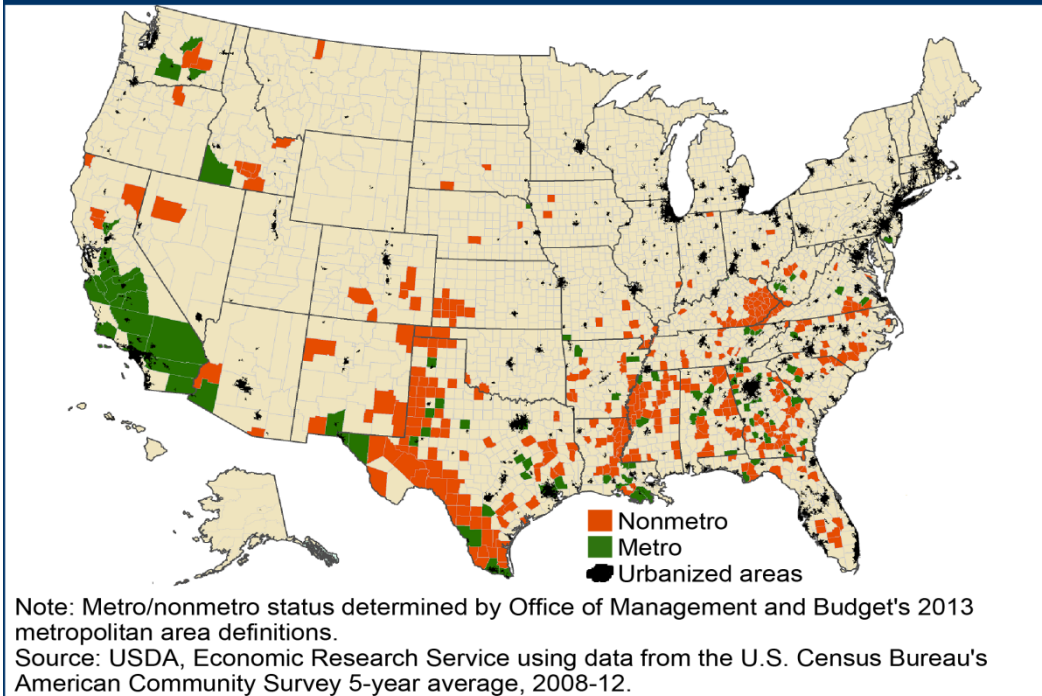 Nonmetro
Metro
Urbanized areas
Note: Metro/nonmetro status determined by Office of Management and Budget's 2013
metropolitan area definitions.
Source: USDA, Economic Research Service using data from the U.S. Census Bureau's
American Community Survey 5-year average, 2008-12.